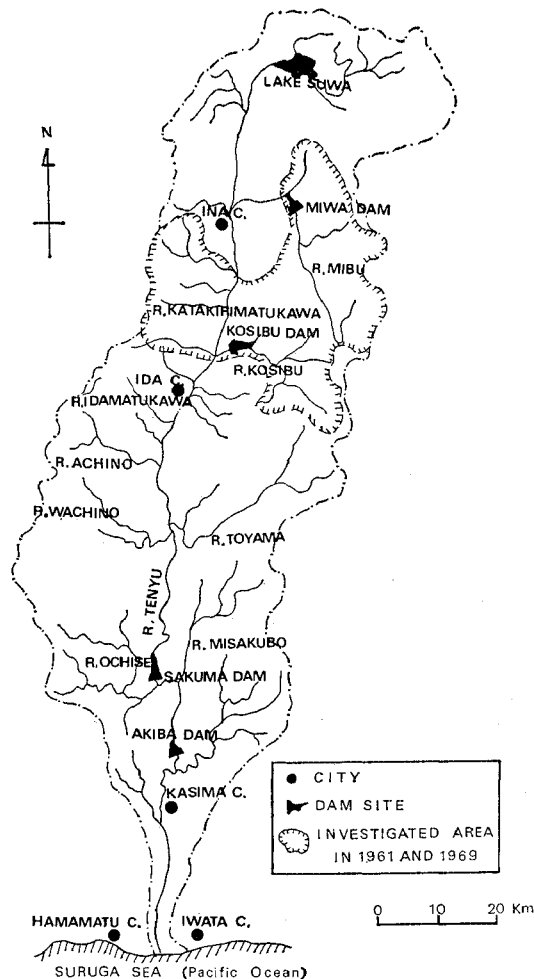 LAKE SUWA
N
INA C.
MIWA DAM
R.MIBU
R.KATAKIRIMATUKAWA
KOSIBU DAM
R.KOSIBU
IDA C.
R.IDAMATUKAWA
R.ACHINO
R.WACHINO
R.TOYAMA
R. TENYU
R.MISAKUBO
R.OCHISE
SAKUMA DAM
AKIBA DAM
KASIMA C.
CITY
DAM SITE
INVESTIGATED AREA
IN 1961 AND 1969
0 10 20 Km
HAMAMATU C.
IWATA C.
SURUGA SEA (Pacific Ocean)